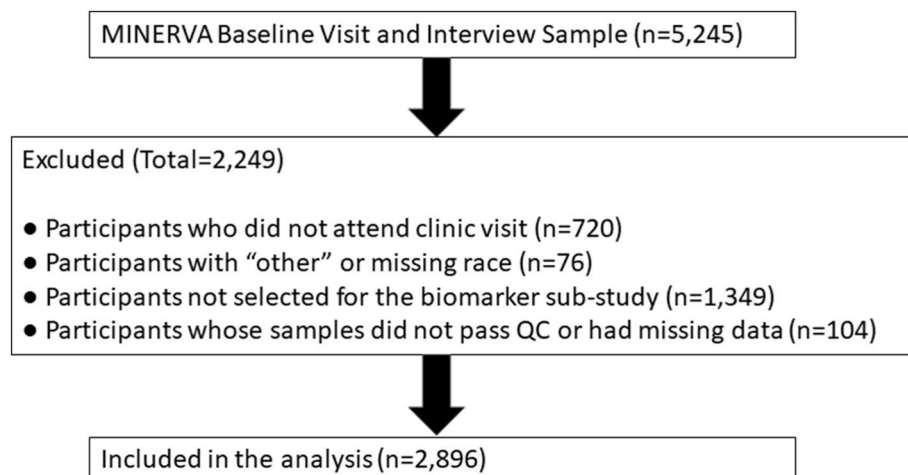 MINERVA Baseline Visit and Interview Sample (n=5,245)
Excluded (Total=2,249)
● Participants who did not attend clinic visit (n=720)
● Participants with “other” or missing race (n=76)
● Participants not selected for the biomarker sub-study (n=1,349)
● Participants whose samples did not pass QC or had missing data (n=104)
Included in the analysis (n=2,896)